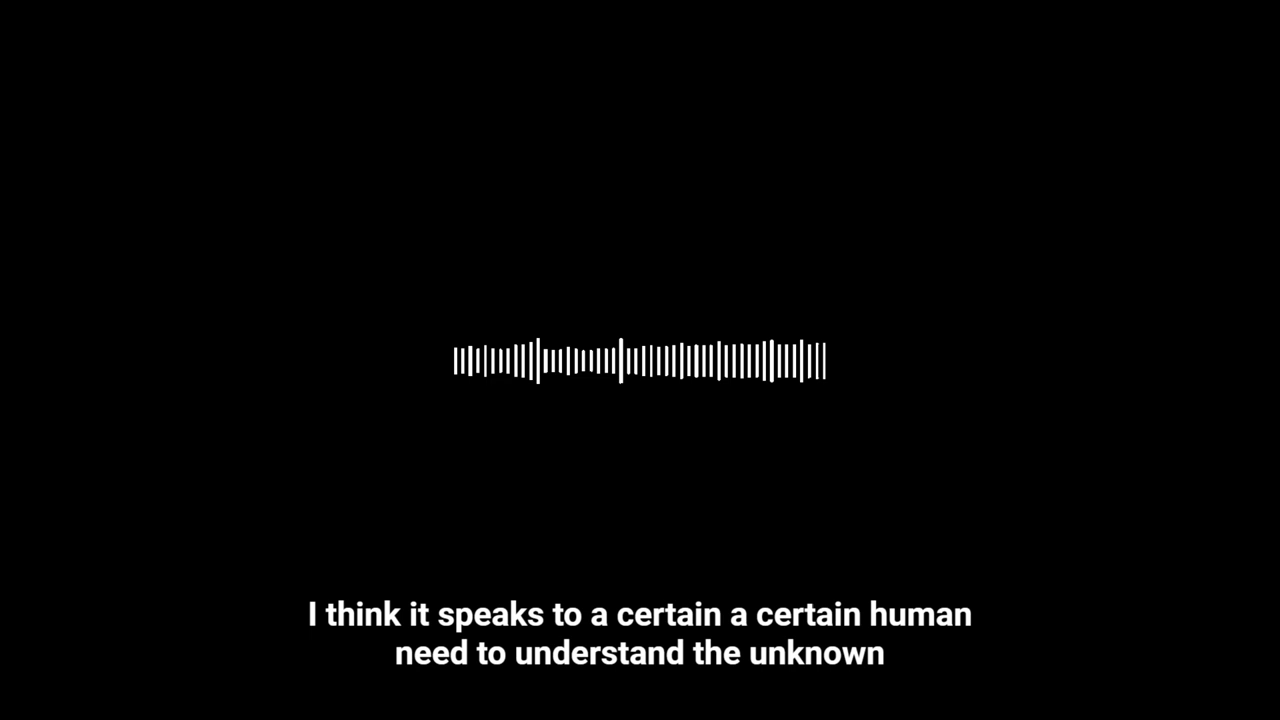 I think it speaks to a certain a certain human
need to understand the unknown